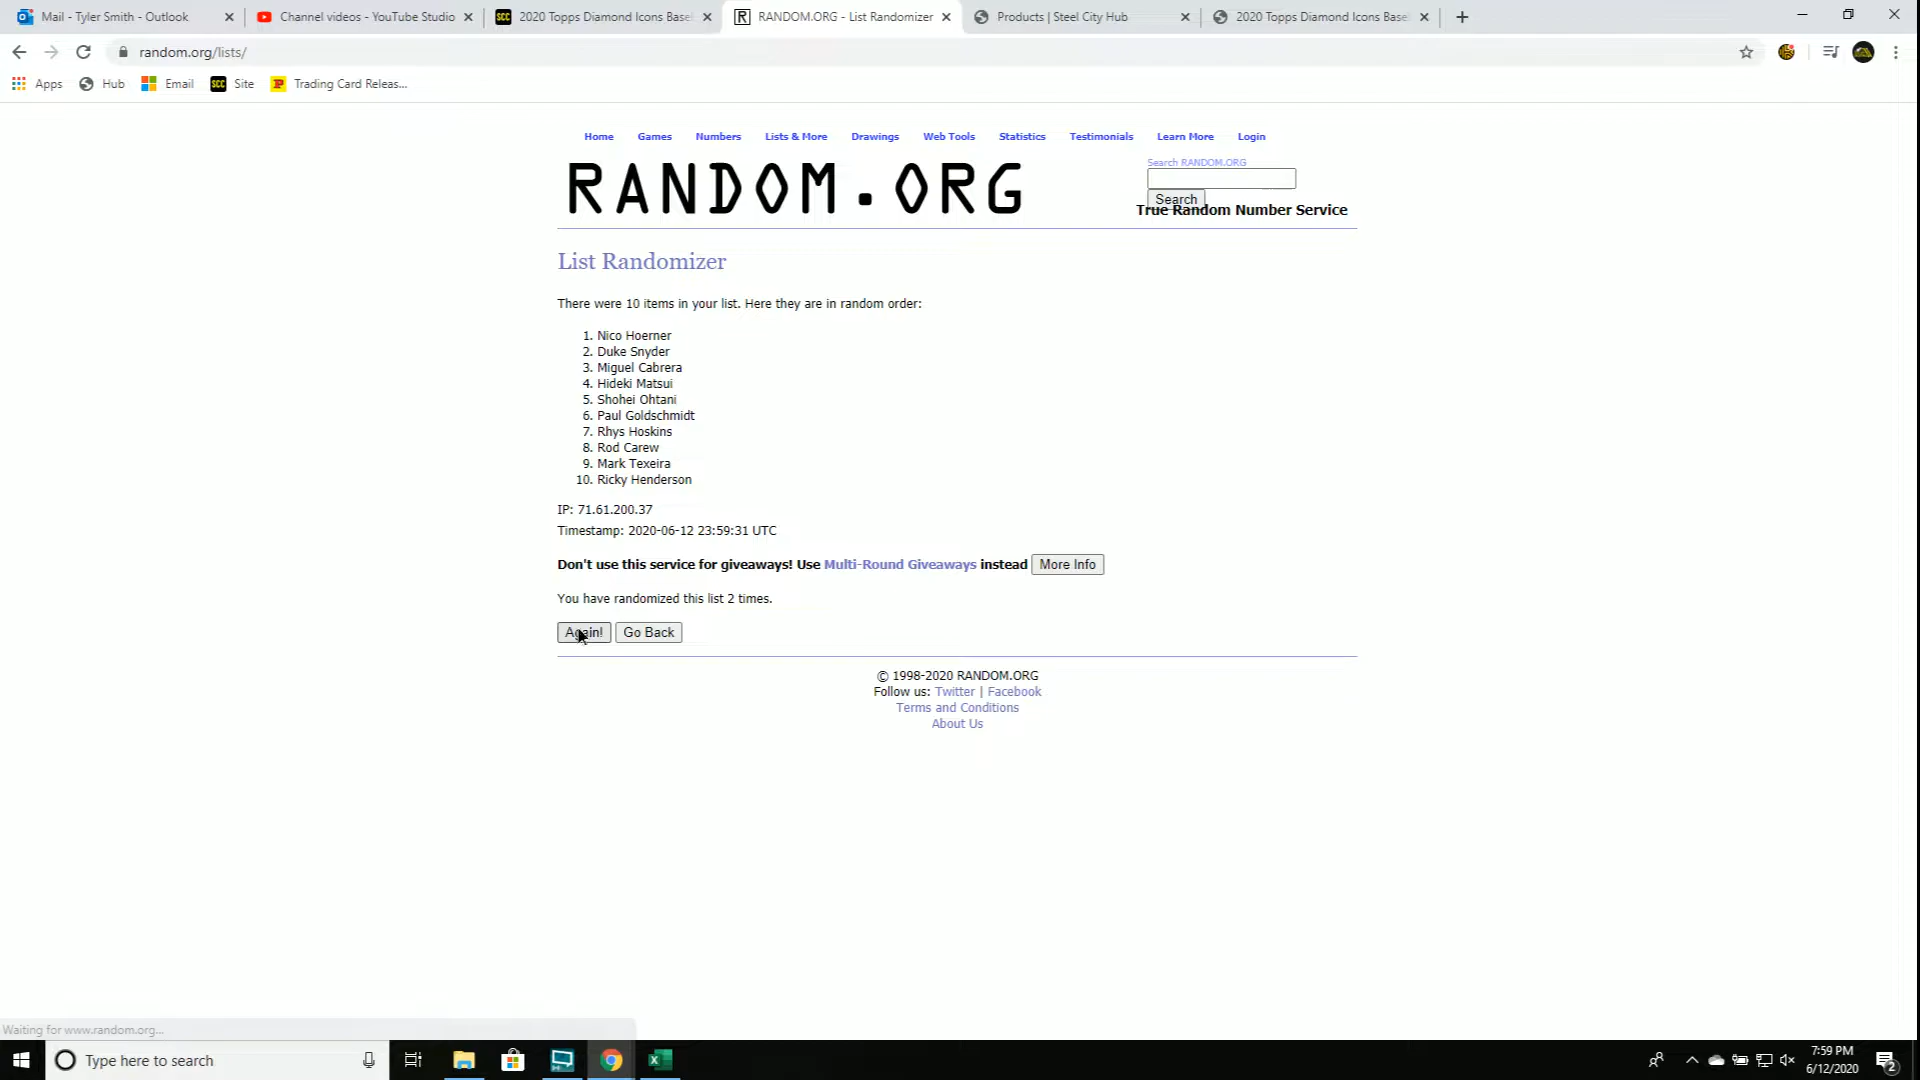 Mail - Tyler Smith - Outlook
Channel videos - YouTube Studio
SCC 2020 Topps Diamond Icons Base
R RANDOM.ORG - List Randomizer
Products | Steel City Hub
2020 Topps Diamond Icons Base
random.org/lists/
Apps
Hub
Email
SCC Site
Trading Card Releas...
Home
Games
Numbers
Lists & More
Drawings
Web Tools
Statistics
Testimonials
Learn More
Login
RANDOM.ORG
Search RANDOM.ORG
Search
True Random Number Service
List Randomizer
There were 10 items in your list. Here they are in random order:
1. Nico Hoerner
2. Duke Snyder
3. Miguel Cabrera
4. Hideki Matsui
5. Shohei Ohtani
6. Paul Goldschmidt
7. Rhys Hoskins
8. Rod Carew
9. Mark Texeira
10. Ricky Henderson
IP: 71.61.200.37
Timestamp: 2020-06-12 23:59:31 UTC
Don't use this service for giveaways! Use Multi-Round Giveaways instead More Info
You have randomized this list 2 times.
Again! Go Back
© 1998-2020 RANDOM.ORG
Follow us: Twitter | Facebook
Terms and Conditions
About Us
Waiting for www.random.org...
Type here to search
7:59 PM
6/12/2020
2